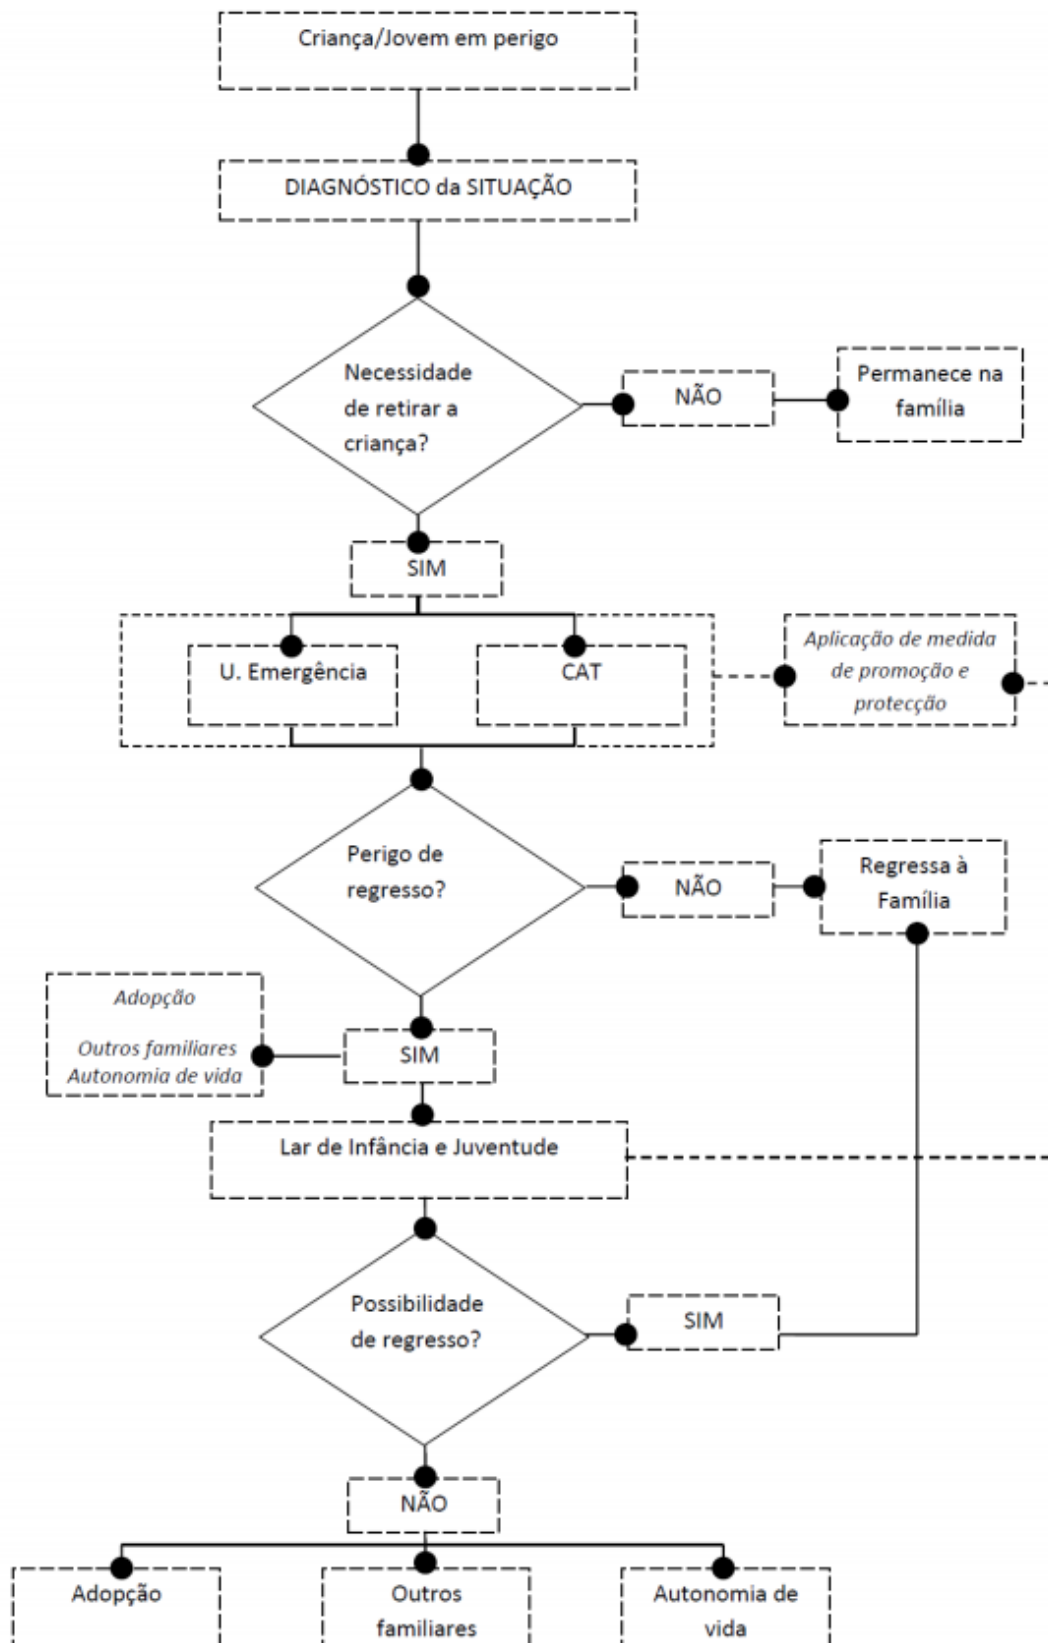 Criança/Jovem em perigo
DIAGNÓSTICO da SITUAÇÃO
Necessidade
de retirar a
criança?
NÃO
Permanece na
família
SIM
U. Emergência
CAT
Aplicação de medida
de promoção e
protecção
Perigo de
regresso?
NÃO
Regressa à
Família
Adopção
Outros familiares
Autonomia de vida
SIM
Lar de Infância e Juventude
Possibilidade
de regresso?
SIM
NÃO
Adopção
Outros
familiares
Autonomia de
vida